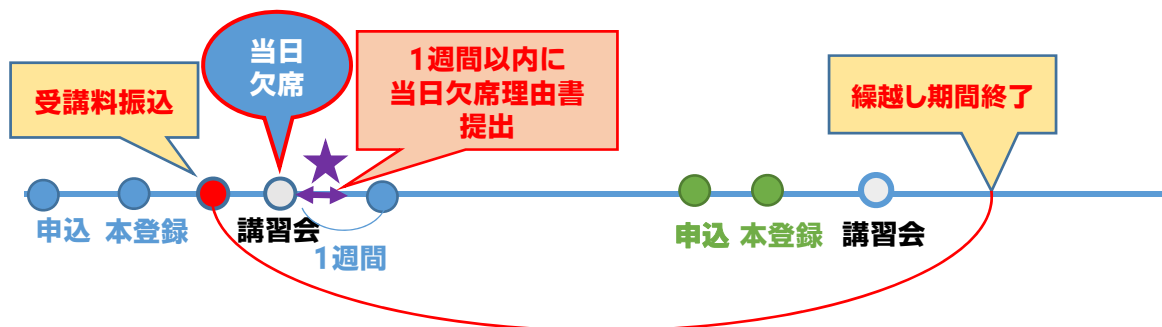 当日
欠席
1週間以内に
当日欠席理由書
提出
受講料振込
繰越し期間終了
申込
本登録
講習会
1週間
申込
本登録
講習会